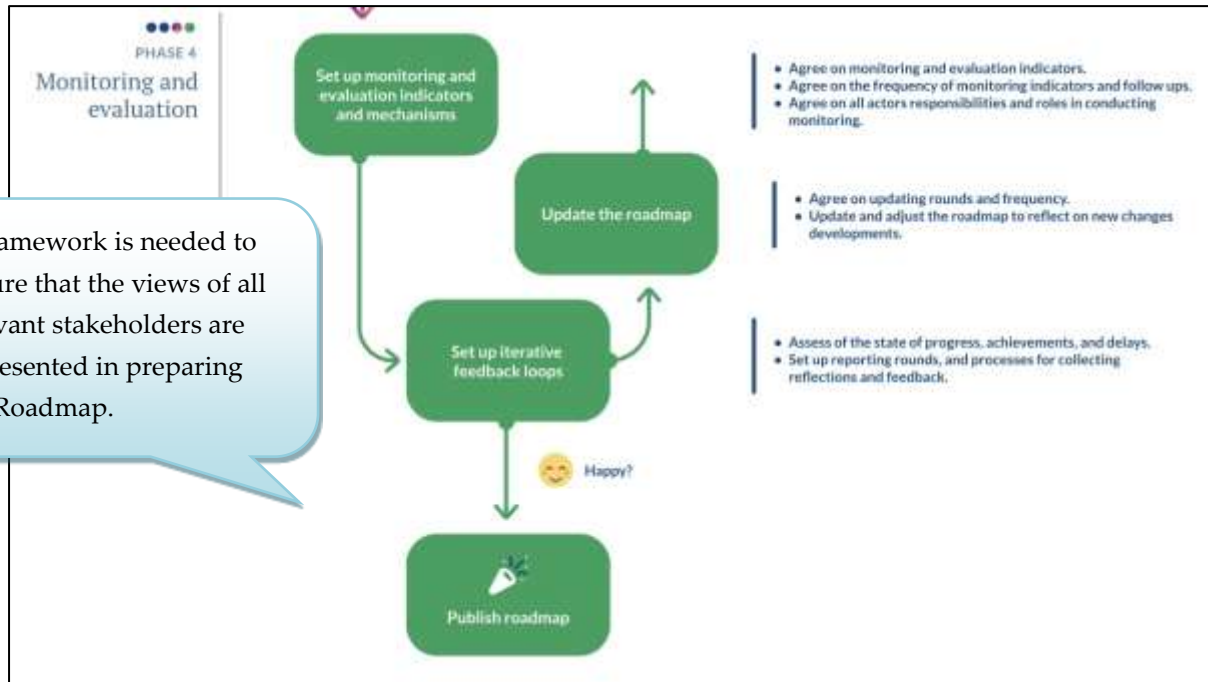 PHASE 4
Monitoring and
evaluation
Set up monitoring and
evaluation indicators
and mechanisms
• Agree on monitoring and evaluation indicators.
• Agree on the frequency of monitoring indicators and follow ups.
• Agree on all actors responsibilities and roles in conducting
monitoring.
Update the roadmap
• Agree on updating rounds and frequency.
• Update and adjust the roadmap to reflect on new changes
developments.
amework is needed to
ure that the views of all
vant stakeholders are
resented in preparing
Roadmap.
Set up iterative
feedback loops
• Assess of the state of progress, achievements, and delays.
• Set up reporting rounds, and processes for collecting
reflections and feedback.
Happy?
Publish roadmap